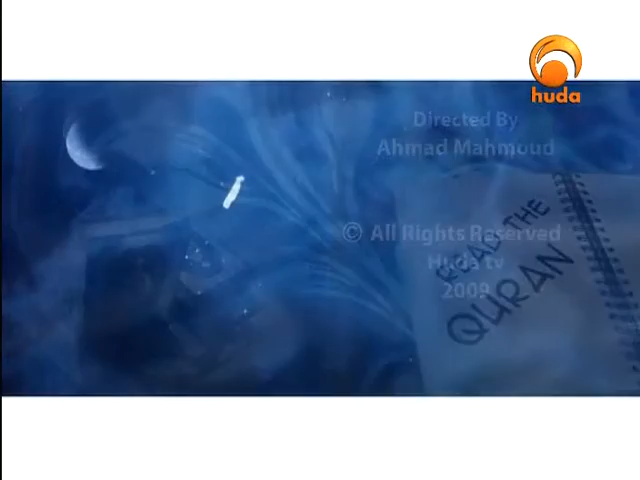 huda
Directed By
Ahmad Mahmoud
© All Rights Reserved
Huda tv
2009
READ THE
QURAN